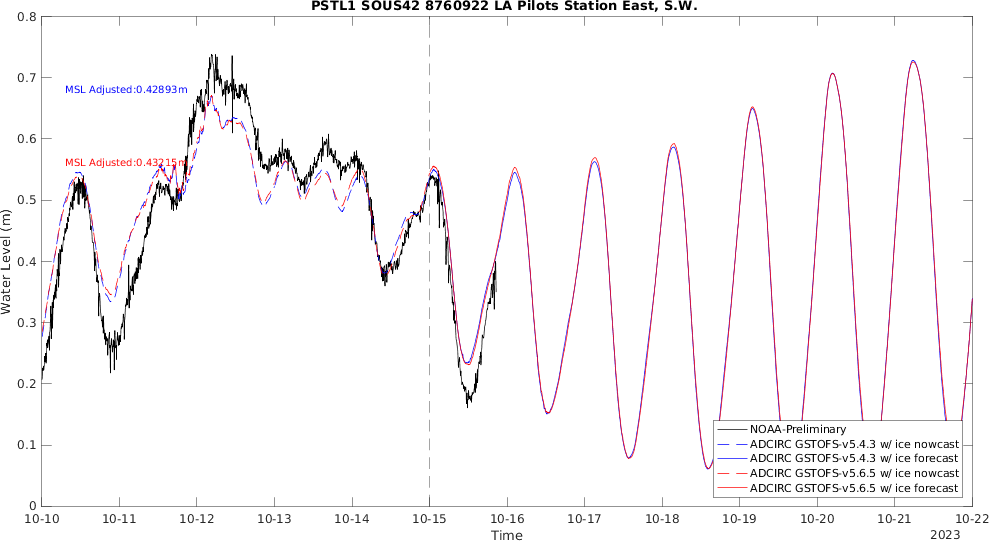 PSTL1 SOUS42 8760922 LA Pilots Station East, S.W.
0.8
0.7
0.6
0.5
0.4
0.3
0.2
0.1
0
Water Level (m)
MSL Adjusted:0.42893m
MSL Adjusted:0.43215m
NOAA-Preliminary
ADCIRC GSTOFS-v5.4.3 w/ ice nowcast
ADCIRC GSTOFS-v5.4.3 w/ ice forecast
ADCIRC GSTOFS-v5.6.5 w/ ice nowcast
ADCIRC GSTOFS-v5.6.5 w/ ice forecast
10-10 10-11 10-12 10-13 10-14 10-15 10-16 10-17 10-18 10-19 10-20 10-21 10-22
Time
2023